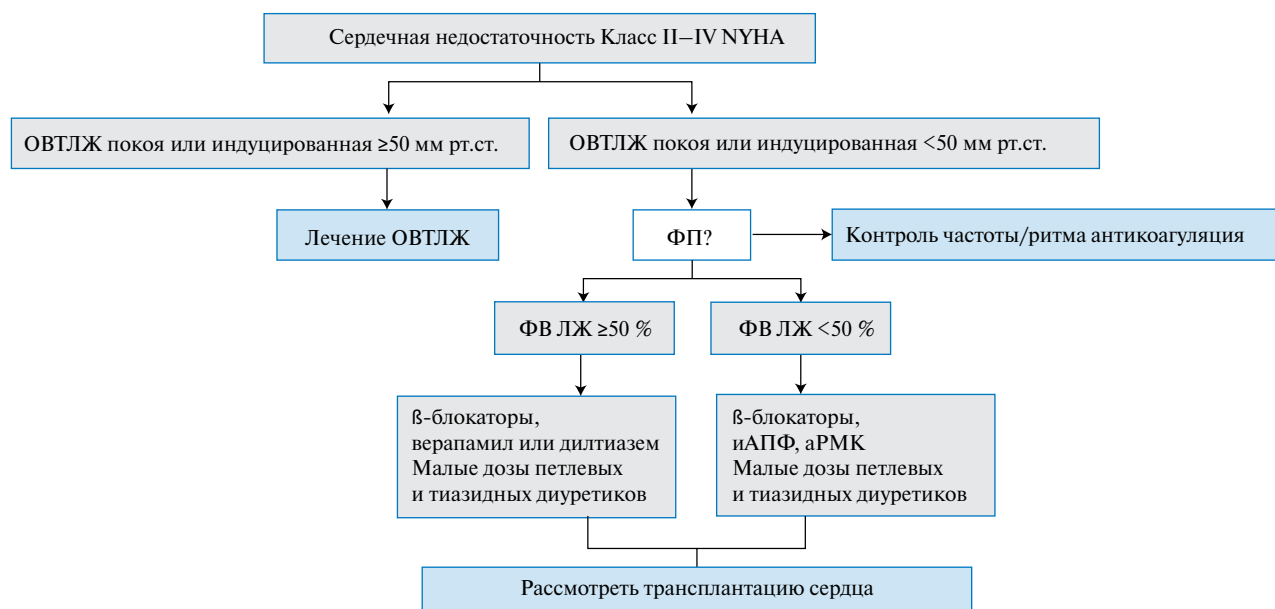 Сердечная недостаточность Класс II–IV NYHA
ОВТЛЖ покоя или индуцированная ≥50 мм рт.ст.
ОВТЛЖ покоя или индуцированная <50 мм рт.ст.
Лечение ОВТЛЖ
ФП?
Контроль частоты/ритма антикоагуляция
ФВ ЛЖ ≥50 %
ФВ ЛЖ <50 %
ß-блокаторы,
верапамил или дилтиазем
Малые дозы петлевых
и тиазидных диуретиков
ß-блокаторы,
иАПФ, аРМК
Малые дозы петлевых
и тиазидных диуретиков
Рассмотреть трансплантацию сердца